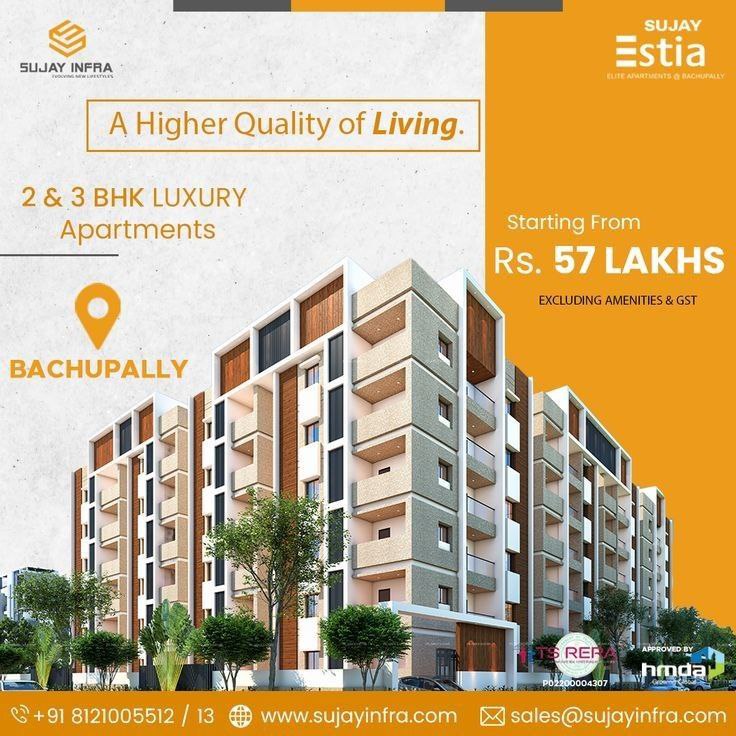 SUJAY INFRA
EVOLVING NEW LIFESTYLES
SUJAY
Estia
ELITE APARTMENTS @ BACHUPALLY
A Higher Quality of Living.
2 & 3 BHK LUXURY
Apartments
Starting From
Rs. 57 LAKHS
EXCLUDING AMENITIES & GST
BACHUPALLY
TS RERA
P02200004307
APPROVED BY
hmda
+91 8121005512 / 13
www.sujayinfra.com
sales@sujayinfra.com